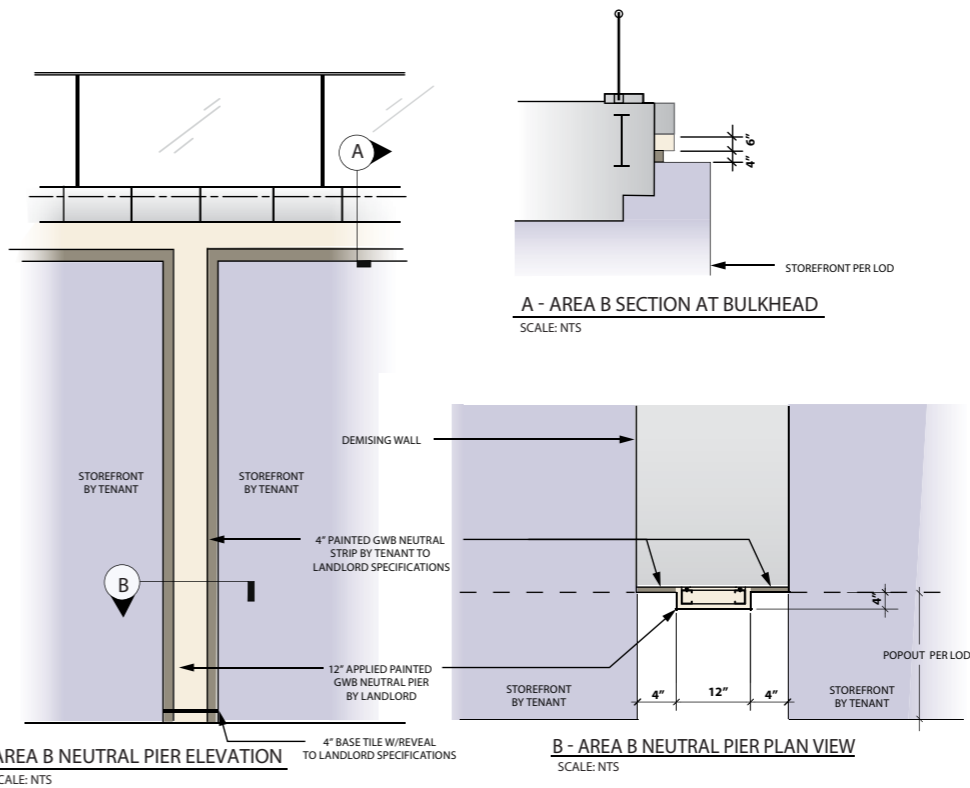 A
6"
4"
STOREFRONT PER LOD
A - AREA B SECTION AT BULKHEAD
SCALE: NTS
STOREFRONT
BY TENANT
STOREFRONT
BY TENANT
B
DEMISING WALL
4" PAINTED GWB NEUTRAL
STRIP BY TENANT TO
LANDLORD SPECIFICATIONS
12" APPLIED PAINTED
GWB NEUTRAL PIER
BY LANDLORD
4" BASE TILE W/REVEAL
TO LANDLORD SPECIFICATIONS
AREA B NEUTRAL PIER ELEVATION
SCALE: NTS
4"
POPOUT PER LOD
STOREFRONT
BY TENANT
4"
12"
4"
STOREFRONT
BY TENANT
B - AREA B NEUTRAL PIER PLAN VIEW
SCALE: NTS